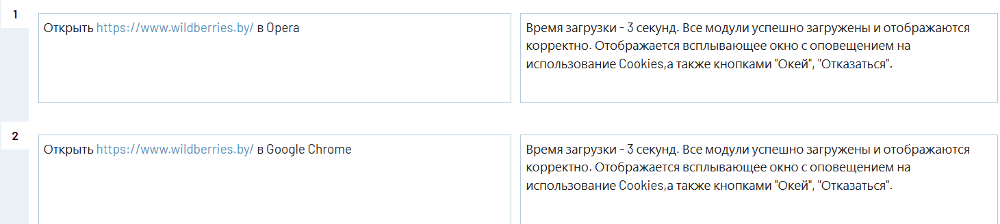 1
Открыть https://www.wildberries.by/ в Opera
Время загрузки - 3 секунд. Все модули успешно загружены и отображаются
корректно. Отображается всплывающее окно с оповещением на
использование Cookies,а также кнопками "Окей", "Отказаться".
2
Открыть https://www.wildberries.by/ в Google Chrome
Время загрузки - 3 секунд. Все модули успешно загружены и отображаются
корректно. Отображается всплывающее окно с оповещением на
использование Cookies,а также кнопками "Окей", "Отказаться".